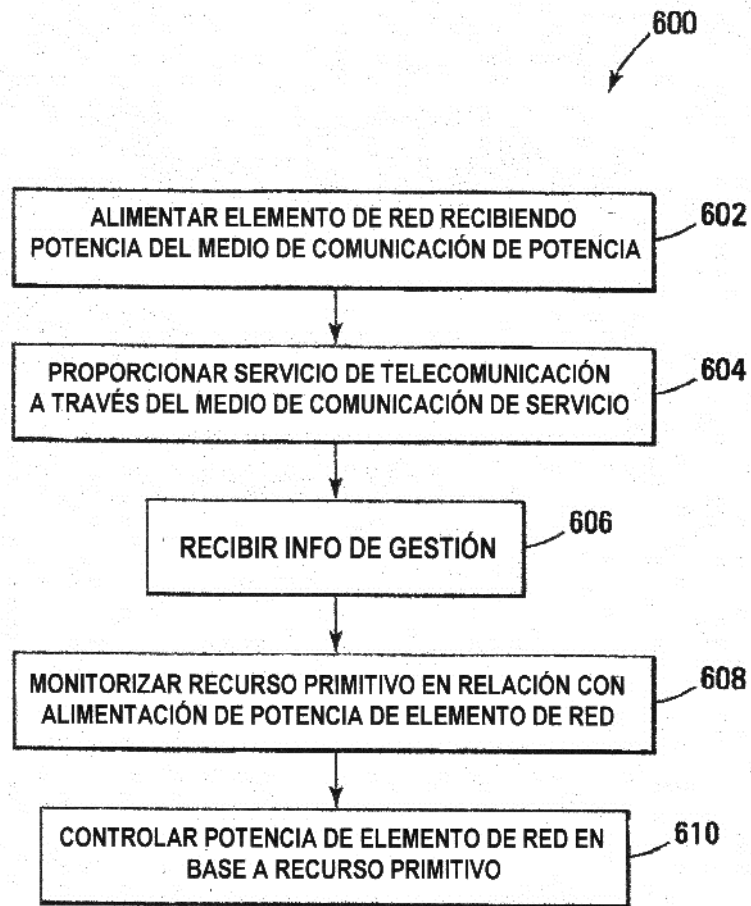 600
ALIMENTAR ELEMENTO DE RED RECIBIENDO
POTENCIA DEL MEDIO DE COMUNICACIÓN DE POTENCIA
602
PROPORCIONAR SERVICIO DE TELECOMUNICACIÓN
A TRAVÉS DEL MEDIO DE COMUNICACIÓN DE SERVICIO
604
RECIBIR INFO DE GESTIÓN
606
MONITORIZAR RECURSO PRIMITIVO EN RELACIÓN CON
ALIMENTACIÓN DE POTENCIA DE ELEMENTO DE RED
608
CONTROLAR POTENCIA DE ELEMENTO DE RED EN
BASE A RECURSO PRIMITIVO
610